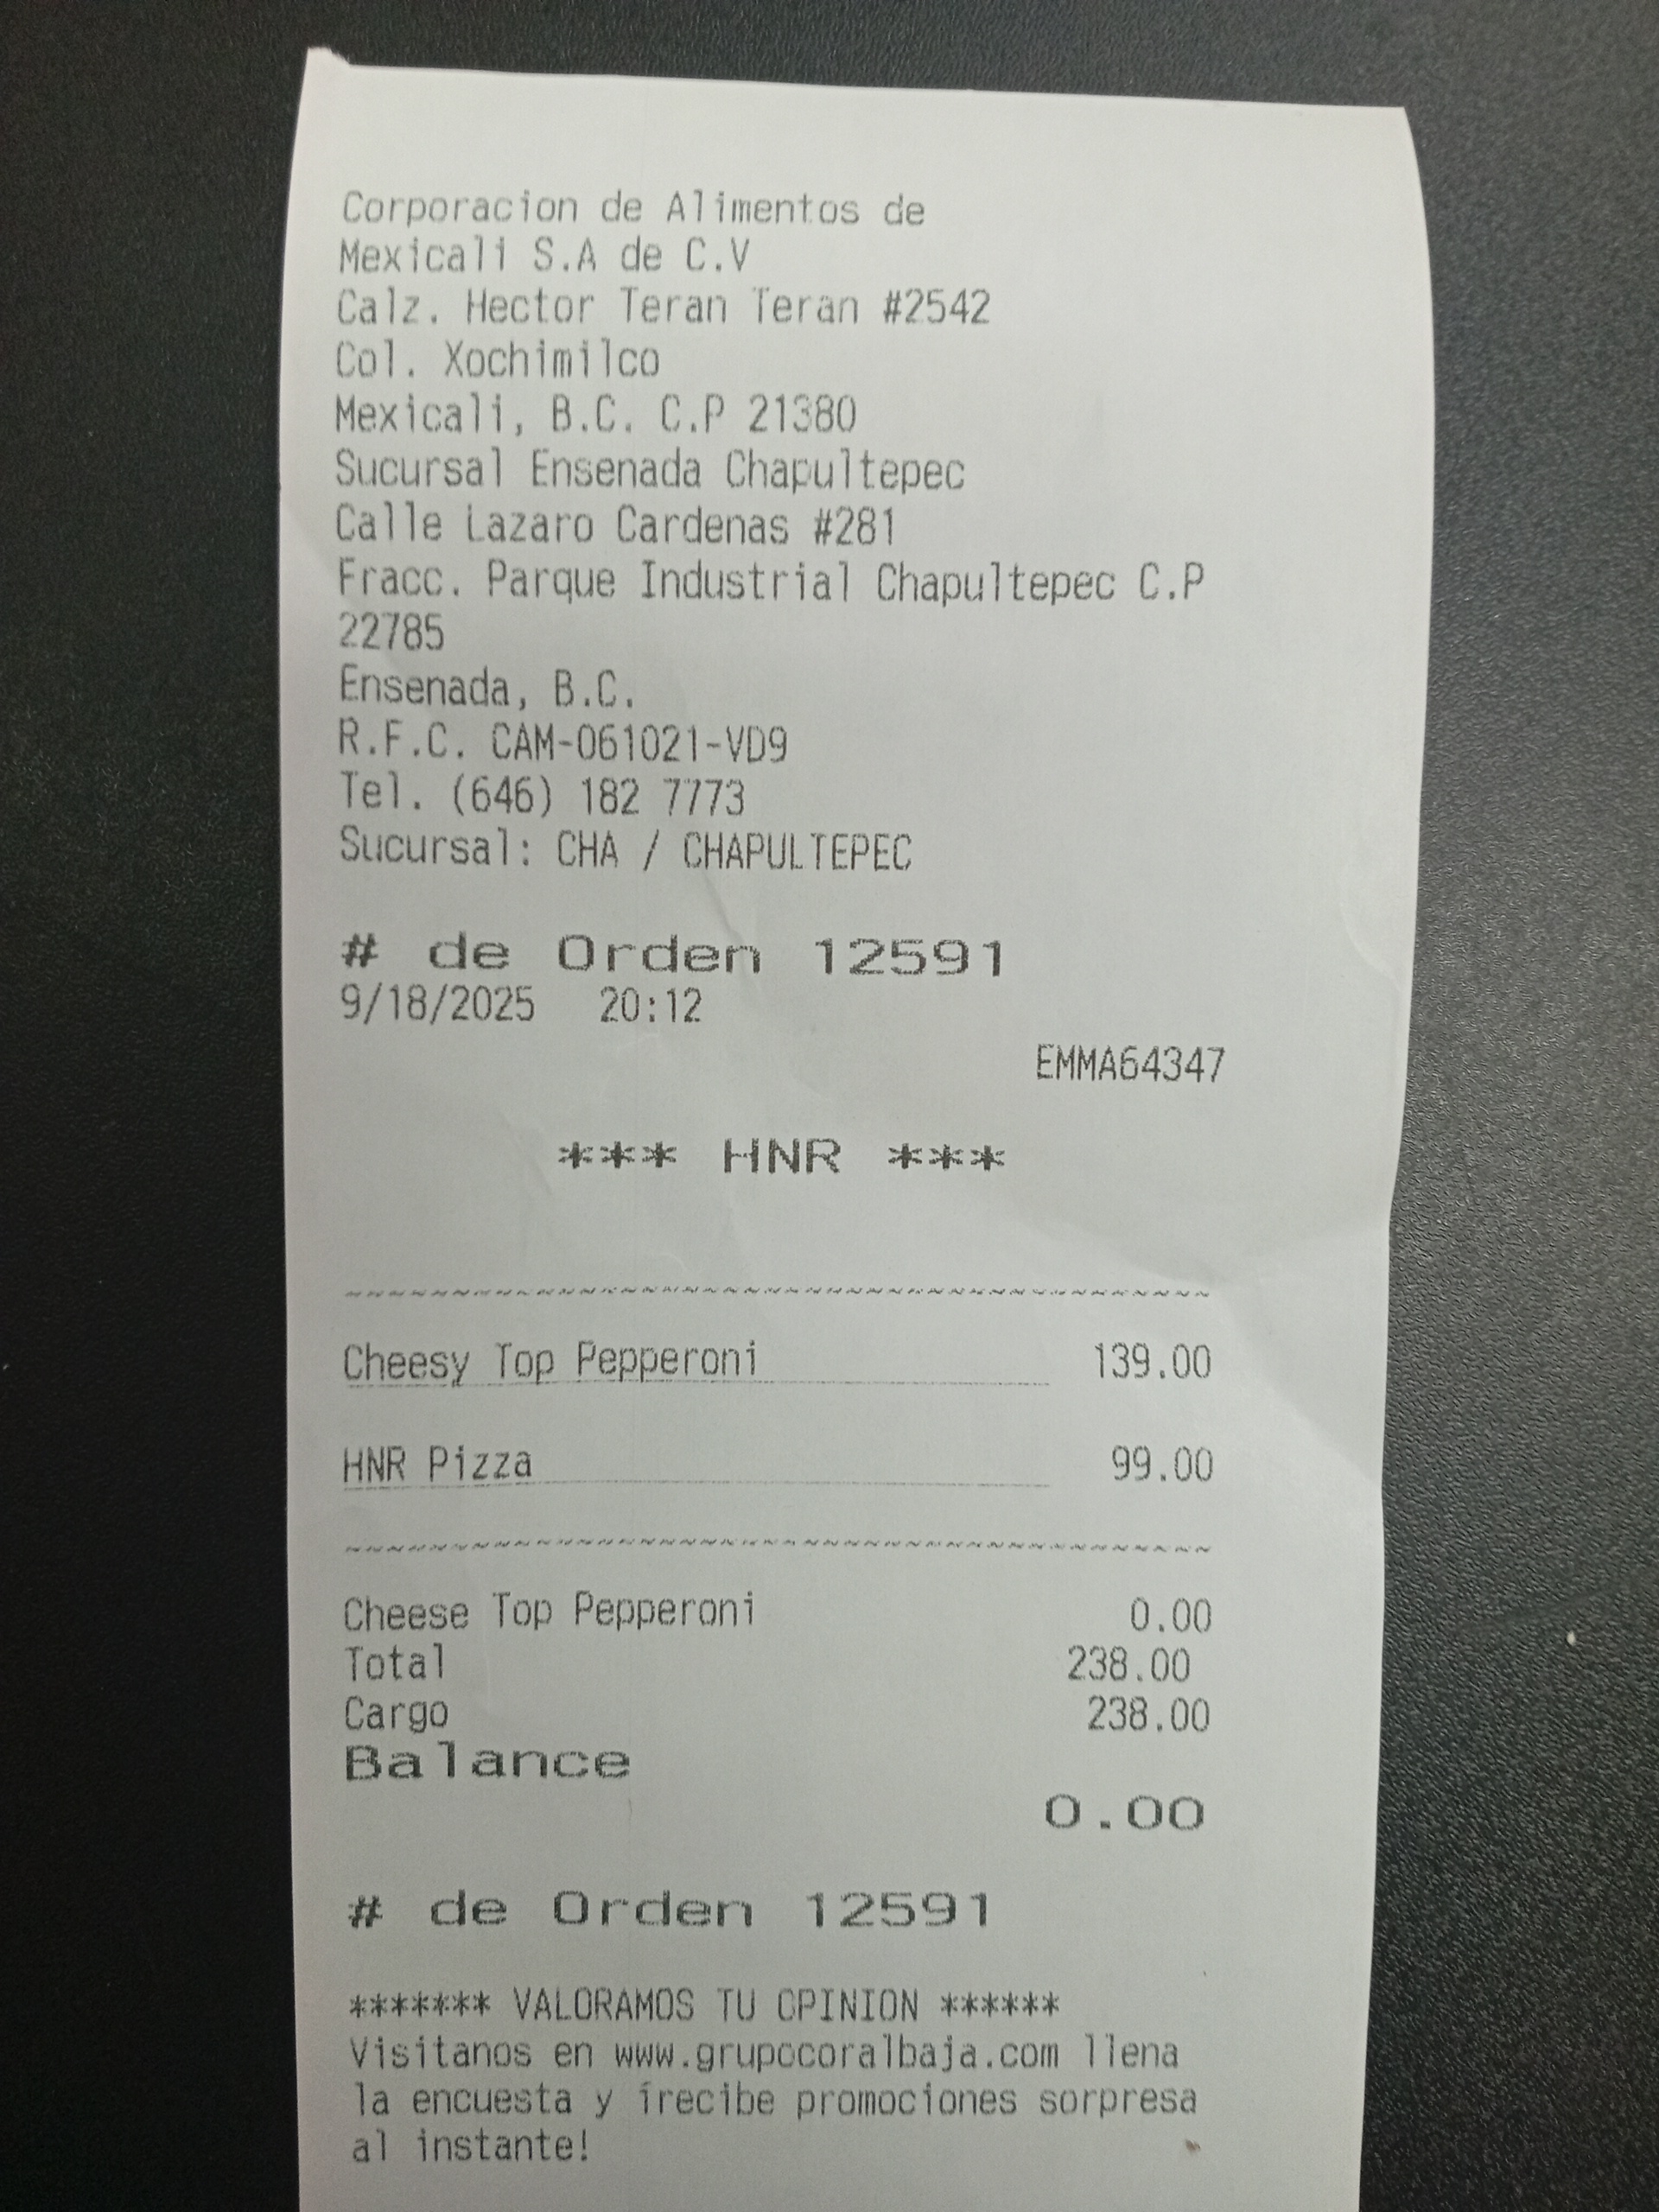 Corporacion de Alimentos de
Mexicali S.A de C.V
Calz. Hector Teran Teran #2542
Col. Xochimilco
Mexicali, B.C. C.P 21380
Sucursal Ensenada Chapultepec
Calle Lazaro Cardenas #281
Fracc. Parque Industrial Chapultepec C.P
22785
Ensenada, B.C.
R.F.C. CAM-061021-VD9
Tel. (646) 182 7773
Sucursal: CHA / CHAPULTEPEC
# de Orden 12591
9/18/2025 20:12
EMMA64347
*** HNR ***
~~~~~~~~~~~~~~~~~~~~~~~~~~~~~~~~~~~~~~~~
Cheesy Top Pepperoni 139.00
HNR Pizza 99.00
~~~~~~~~~~~~~~~~~~~~~~~~~~~~~~~~~~~~~~~~
Cheese Top Pepperoni 0.00
Total 238.00
Cargo 238.00
Balance
0.00
# de Orden 12591
******* VALORAMOS TU OPINION ******
Visitanos en www.grupocoralbaja.com llena
la encuesta y írecibe promociones sorpresa
al instante!